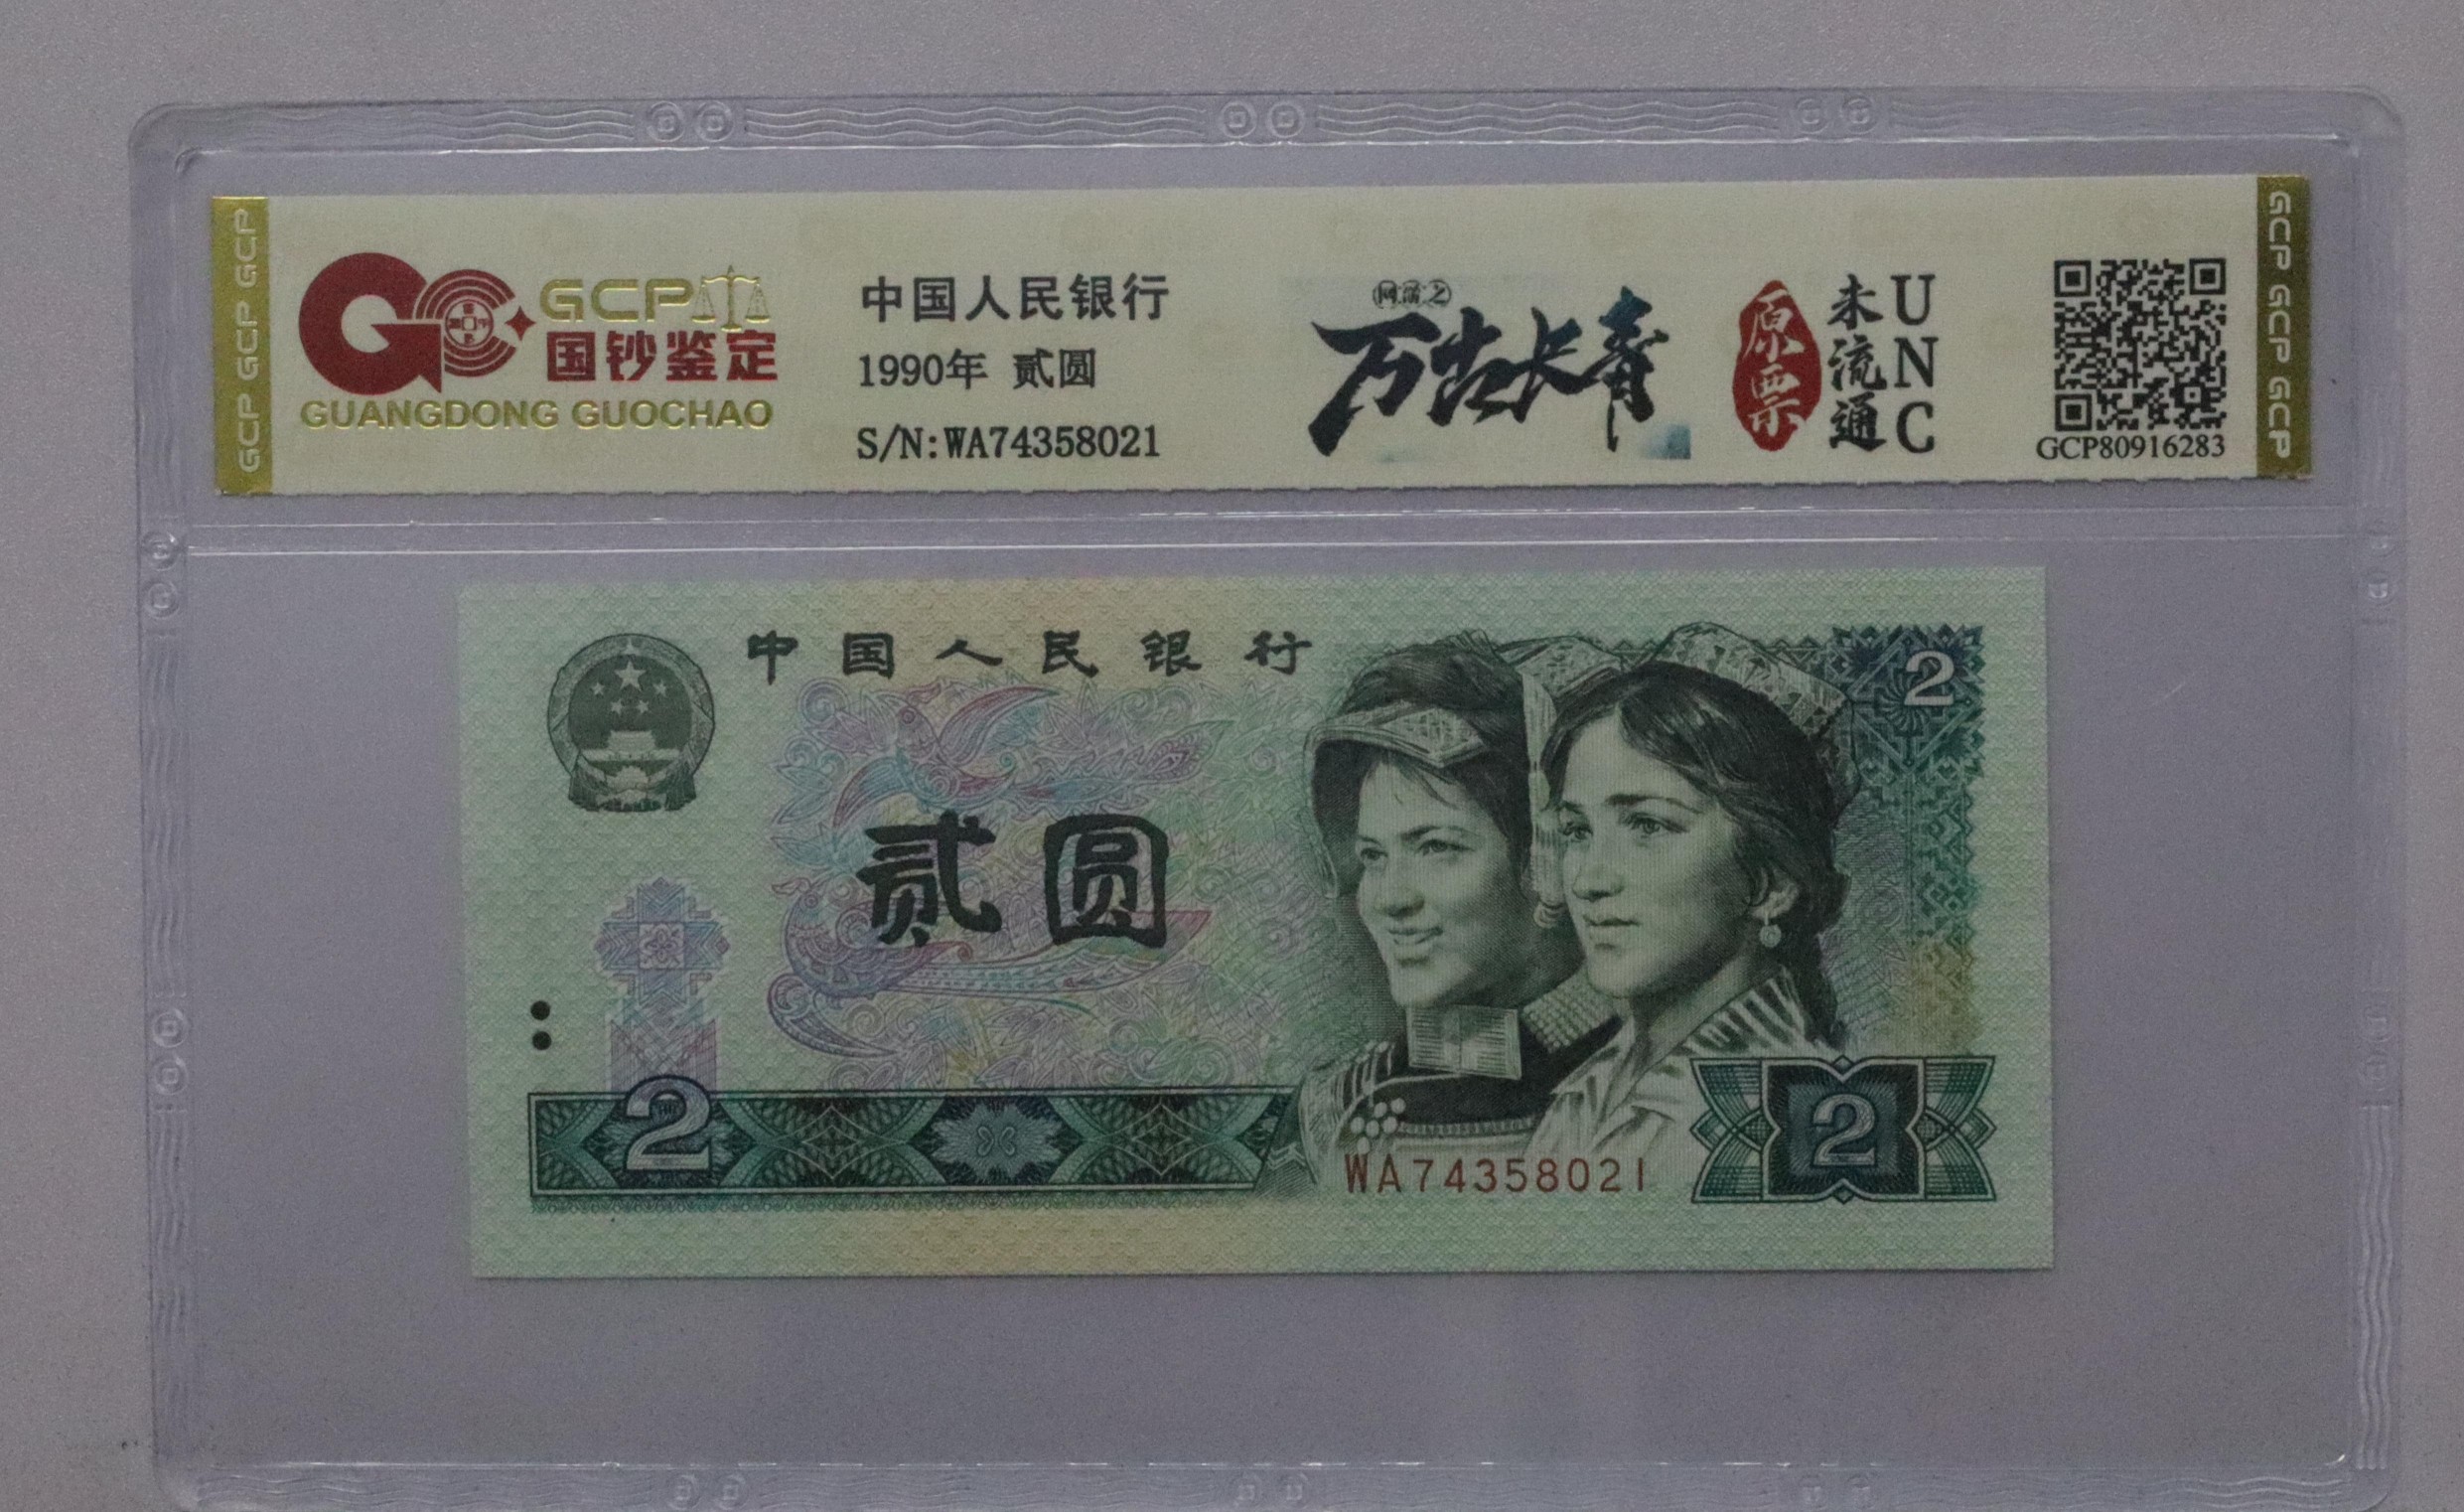 GCP GCP GCP
GCP
国钞鉴定
GUANGDONG GUOCHAO
中国人民银行
1990年 贰圆
S/N:WA74358021
万古长青
原票
未流通
UNC
GCP80916283
GCP GCP GCP
中国人民银行
2
贰圆
2
WA74358021
2